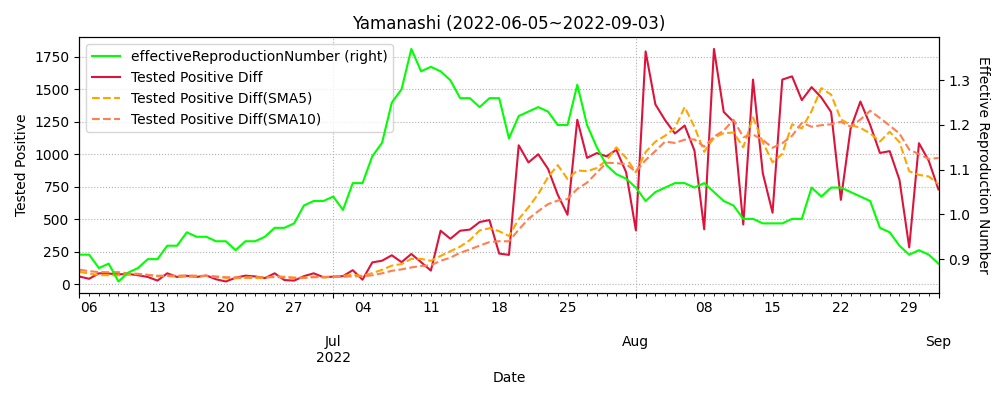 Yamanashi (2022-06-05~2022-09-03)
effectiveReproductionNumber (right)
Tested Positive Diff
Tested Positive Diff(SMA5)
Tested Positive Diff(SMA10)
Tested Positive
1750
1500
1250
1000
750
500
250
0
Effective Reproduction Number
1.3
1.2
1.1
1.0
0.9
06 13 20 27 04 11 18 25 08 15 22 29
Jul Aug Sep
2022
Date